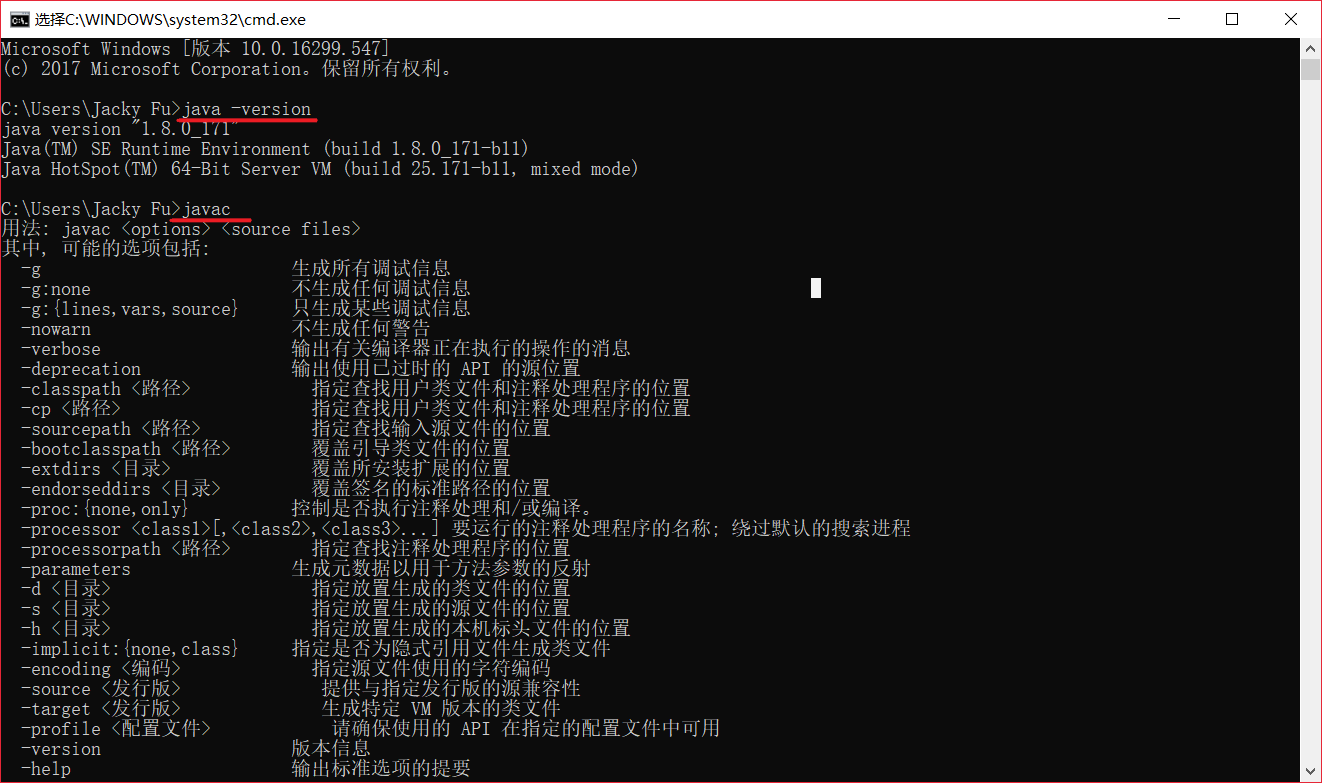 选择C:\WINDOWS\system32\cmd.exe
Microsoft Windows [版本 10.0.16299.547]
(c) 2017 Microsoft Corporation。保留所有权利。
C:\Users\Jacky Fu>java -version
java version "1.8.0_171"
Java(TM) SE Runtime Environment (build 1.8.0_171-b11)
Java HotSpot(TM) 64-Bit Server VM (build 25.171-b11, mixed mode)
C:\Users\Jacky Fu>javac
用法: javac <options> <source files>
其中, 可能的选项包括:
-g 生成所有调试信息
-g:none 不生成任何调试信息
-g:{lines,vars,source} 只生成某些调试信息
-nowarn 不生成任何警告
-verbose 输出有关编译器正在执行的操作的消息
-deprecation 输出使用已过时的 API 的源位置
-classpath <路径> 指定查找用户类文件和注释处理程序的位置
-cp <路径> 指定查找用户类文件和注释处理程序的位置
-sourcepath <路径> 指定查找输入源文件的位置
-bootclasspath <路径> 覆盖引导类文件的位置
-extdirs <目录> 覆盖所安装扩展的位置
-endorseddirs <目录> 覆盖签名的标准路径的位置
-proc:{none,only} 控制是否执行注释处理和/或编译。
-processor <class1>[,<class2>,<class3>...] 要运行的注释处理程序的名称; 绕过默认的搜索进程
-processorpath <路径> 指定查找注释处理程序的位置
-parameters 生成元数据以用于方法参数的反射
-d <目录> 指定放置生成的类文件的位置
-s <目录> 指定放置生成的源文件的位置
-h <目录> 指定放置生成的本机标头文件的位置
-implicit:{none,class} 指定是否为隐式引用文件生成类文件
-encoding <编码> 指定源文件使用的字符编码
-source <发行版> 提供与指定发行版的源兼容性
-target <发行版> 生成特定 VM 版本的类文件
-profile <配置文件> 请确保使用的 API 在指定的配置文件中可用
-version 版本信息
-help 输出标准选项的提要